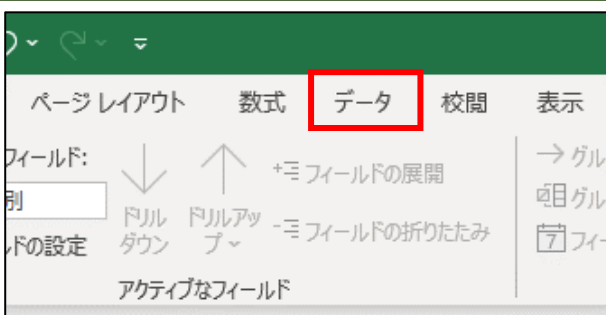 ページ レイアウト 数式 データ 校閲 表示
フィールド:
別
ドの設定
ドリル
ダウン
ドリルアッ
プ
フィールドの展開
フィールドの折りたたみ
アクティブなフィールド
グル
グル
7 フィー